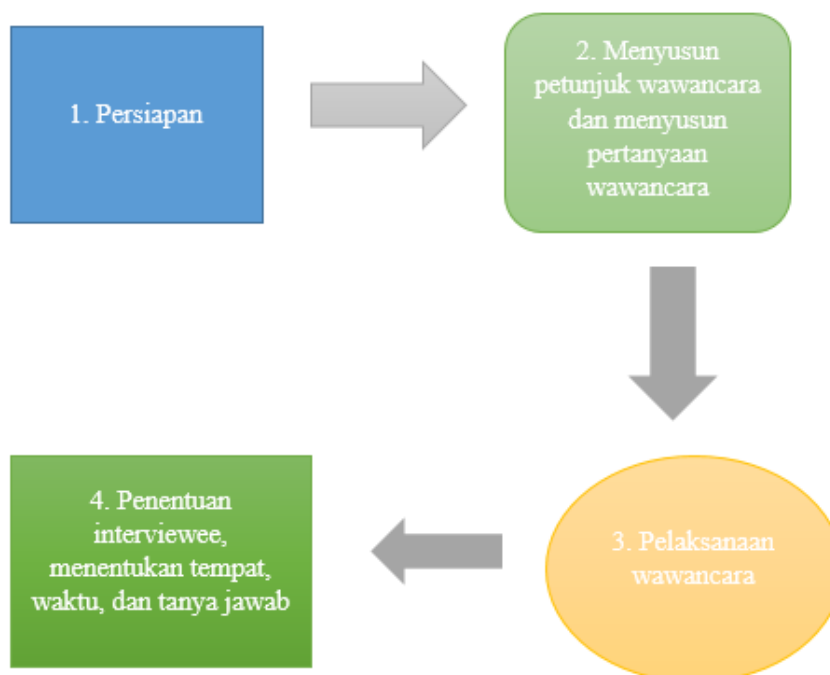 1. Persiapan
2. Menyusun
petunjuk wawancara
dan menyusun
pertanyaan
wawancara
3. Pelaksanaan
wawancara
4. Penentuan
interviewee,
menentukan tempat,
waktu, dan tanya jawab